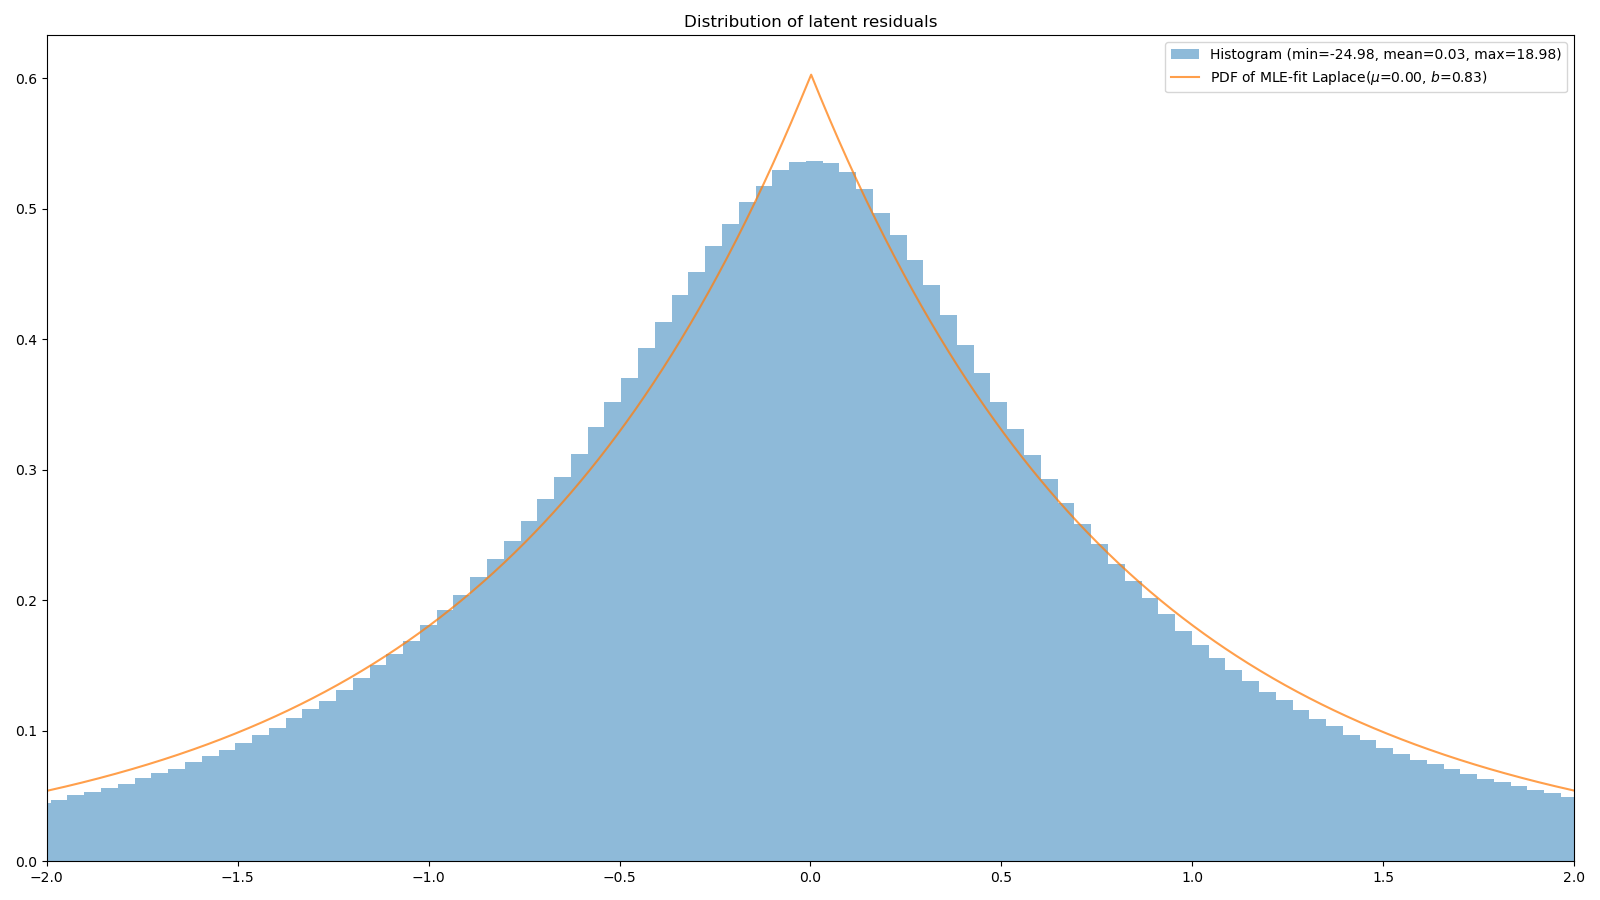 Distribution of latent residuals
Histogram (min=-24.98, mean=0.03, max=18.98)
PDF of MLE-fit Laplace(μ=0.00, b=0.83)
0.6
0.5
0.4
0.3
0.2
0.1
0.0
−2.0 −1.5 −1.0 −0.5 0.0 0.5 1.0 1.5 2.0